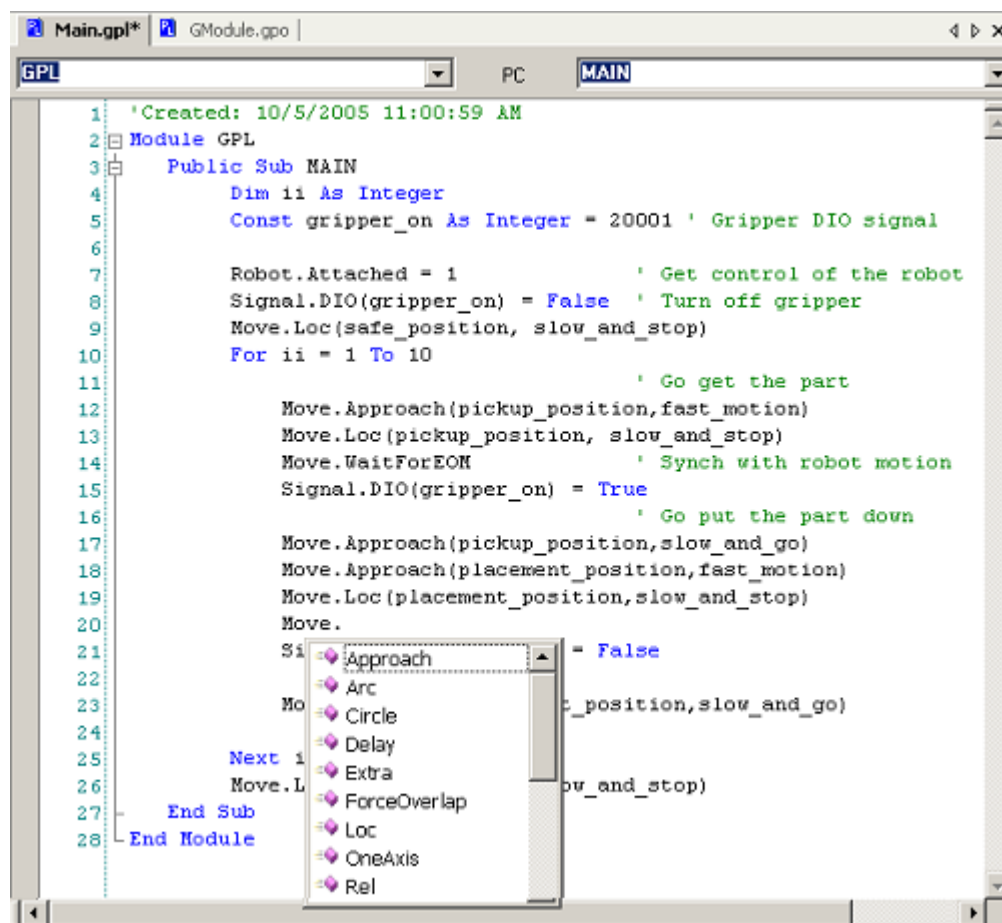 Main.gpl* GModule.gpo
GPL PC MAIN
1 'Created: 10/5/2005 11:00:59 AM
2 Module GPL
3 Public Sub MAIN
4 Dim ii As Integer
5 Const gripper_on As Integer = 20001 ' Gripper DIO signal
6
7 Robot.Attached = 1 ' Get control of the robot
8 Signal.DIO(gripper_on) = False ' Turn off gripper
9 Move.Loc(safe_position, slow_and_stop)
10 For ii = 1 To 10
11 ' Go get the part
12 Move.Approach(pickup_position,fast_motion)
13 Move.Loc(pickup_position, slow_and_stop)
14 Move.WaitForEOM ' Synch with robot motion
15 Signal.DIO(gripper_on) = True
16 ' Go put the part down
17 Move.Approach(pickup_position,slow_and_go)
18 Move.Approach(placement_position,fast_motion)
19 Move.Loc(placement_position,slow_and_stop)
20 Move.
21 Si = False
22
23 Mo t_position,slow_and_go)
24
25 Next i
26 Move.L ow_and_stop)
27 End Sub
28 End Module
Approach
Arc
Circle
Delay
Extra
ForceOverlap
Loc
OneAxis
Rel